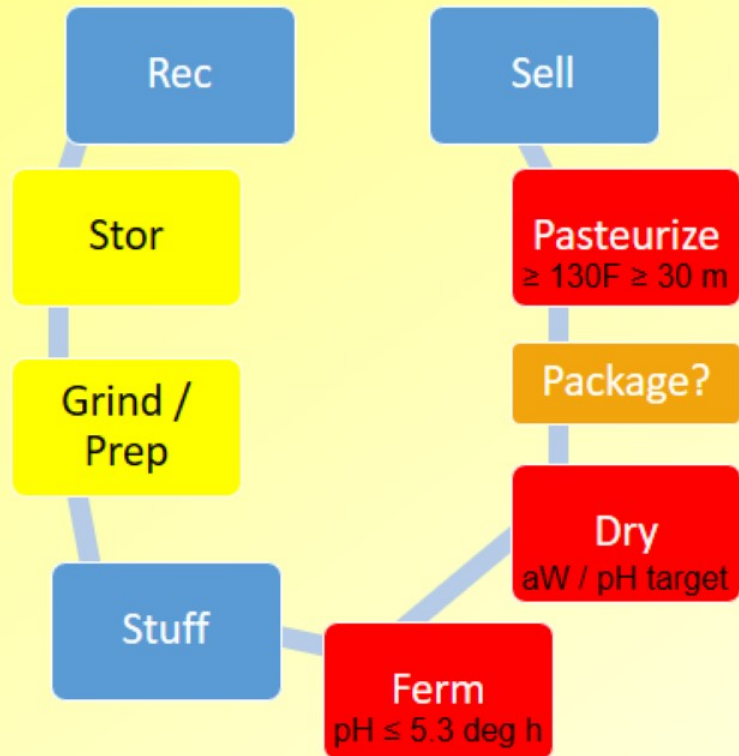 Rec
Sell
Stor
Pasteurize
≥ 130F ≥ 30 m
Grind /
Prep
Package?
Dry
aW / pH target
Stuff
Ferm
pH ≤ 5.3 deg h